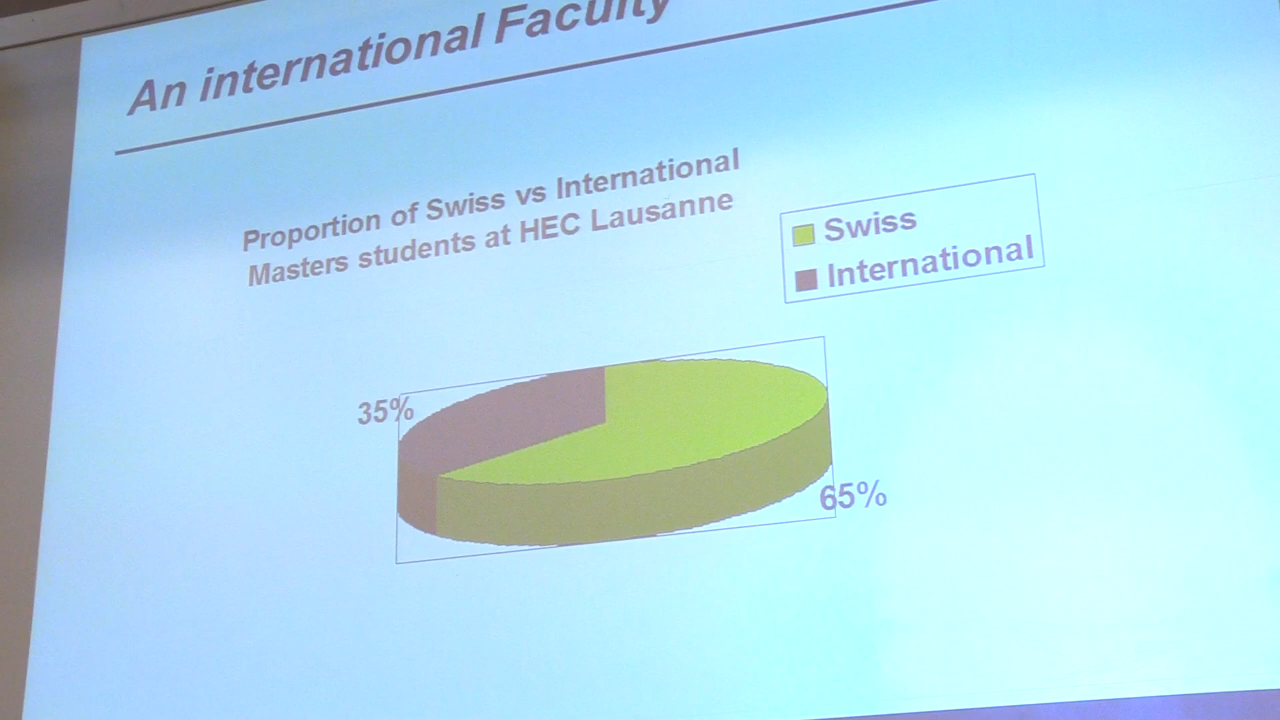 An international Faculty
Proportion of Swiss vs International
Masters students at HEC Lausanne
Swiss
International
35%
65%